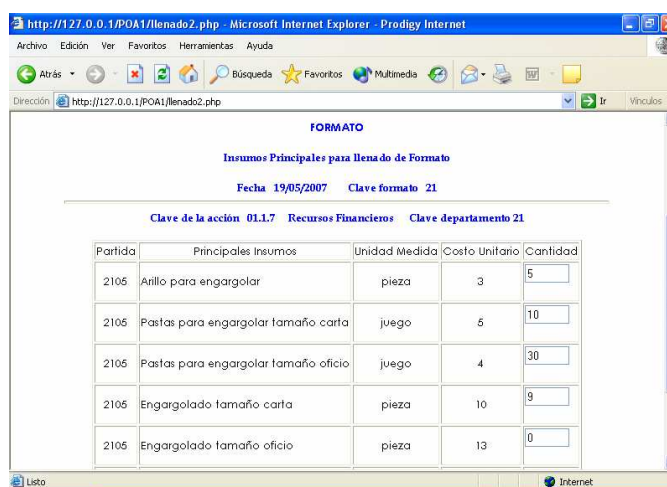 http://127.0.0.1/POA1/llenado2.php - Microsoft Internet Explorer - Prodigy Internet
Archivo Edición Ver Favoritos Herramientas Ayuda
Atrás Búsqueda Favoritos Multimedia
Dirección http://127.0.0.1/POA1/llenado2.php Ir Vínculos
FORMATO
Insumos Principales para llenado de Formato
Fecha 19/05/2007 Clave formato 21
Clave de la acción 01.1.7 Recursos Financieros Clave departamento 21
Partida Principales Insumos Unidad Medida Costo Unitario Cantidad
2105 Arillo para engargolar pieza 3 5
2105 Pastas para engargolar tamaño carta juego 5 10
2105 Pastas para engargolar tamaño oficio juego 4 30
2105 Engargolado tamaño carta pieza 10 9
2105 Engargolado tamaño oficio pieza 13 0
Listo Internet